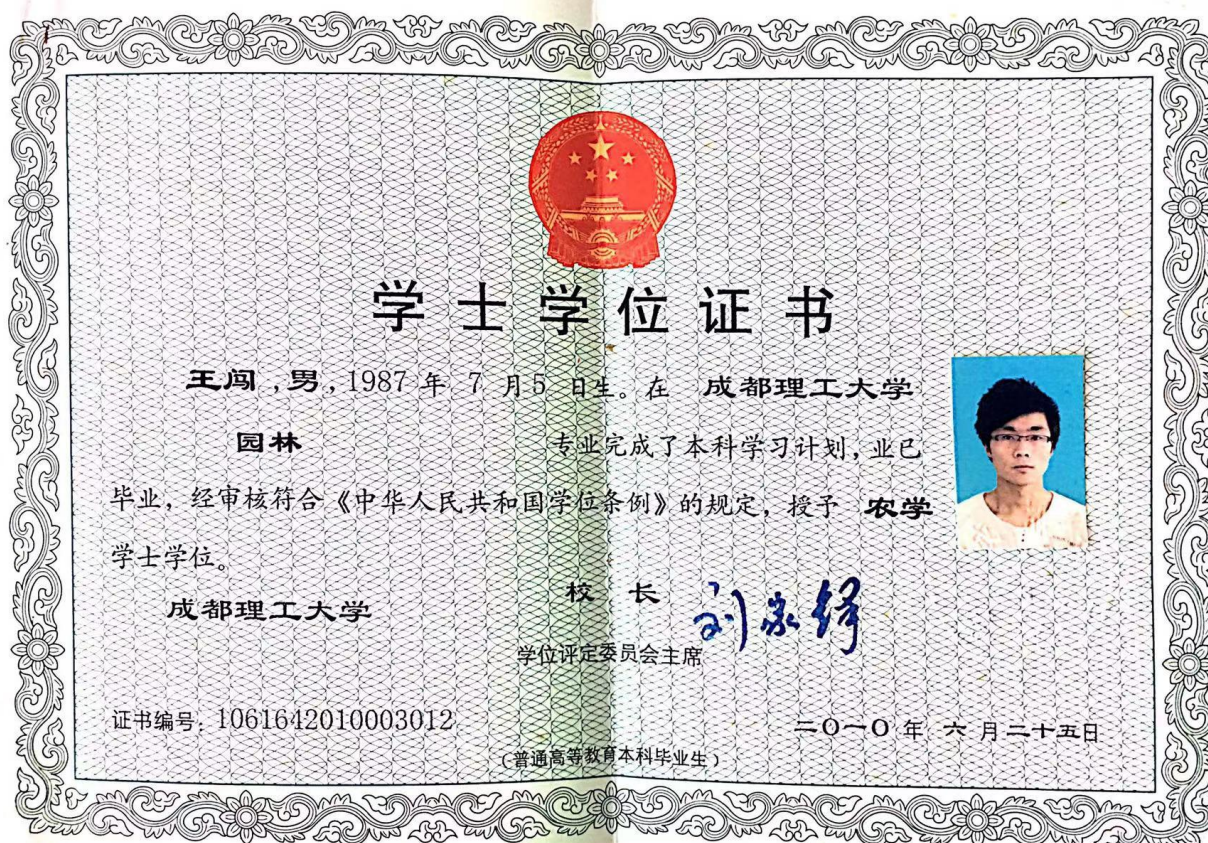 学士学位证书
王闯，男，1987 年 7 月 5 日生。在 成都理工大学
园林 专业完成了本科学习计划，业已
毕业，经审核符合《中华人民共和国学位条例》的规定，授予 农学
学士学位。
成都理工大学
校 长 刘家铎
学位评定委员会主席
证书编号：1061642010003012
二〇一〇 年 六 月 二十五日
（普通高等教育本科毕业生）